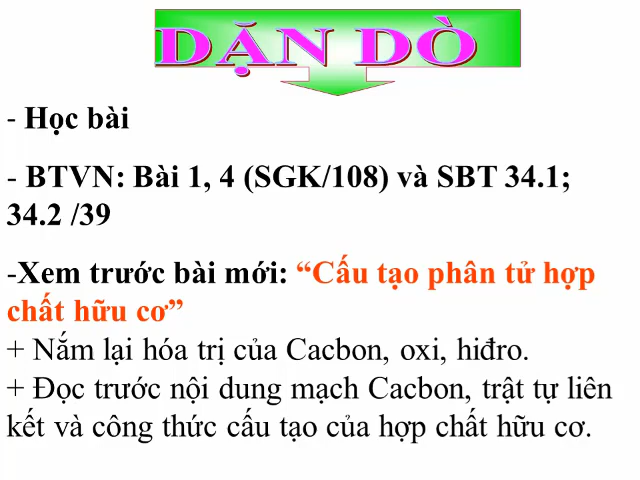 DẶN DÒ
- Học bài
- BTVN: Bài 1, 4 (SGK/108) và SBT 34.1;
34.2 /39
-Xem trước bài mới: “Cấu tạo phân tử hợp
chất hữu cơ”
+ Nắm lại hóa trị của Cacbon, oxi, hiđro.
+ Đọc trước nội dung mạch Cacbon, trật tự liên
kết và công thức cấu tạo của hợp chất hữu cơ.